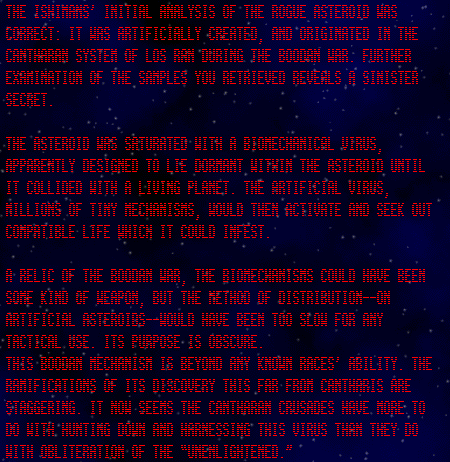 THE ISHIMANS' INITIAL ANALYSIS OF THE ROGUE ASTEROID WAS
CORRECT: IT WAS ARTIFICIALLY CREATED, AND ORIGINATED IN THE
CANTHARAN SYSTEM OF LOS DURING THE BOODAN WAR. FURTHER
EXAMINATION OF THE SAMPLES YOU RETRIEVED REVEALS A SINISTER
SECRET.

THE ASTEROID WAS SATURATED WITH A BIOMECHANICAL VIRUS,
APPARENTLY DESIGNED TO LIE DORMANT WITHIN THE ASTEROID UNTIL
IT COLLIDED WITH A LIVING PLANET. THE ARTIFICIAL VIRUS,
MILLIONS OF TINY MECHANISMS, WOULD THEN ACTIVATE AND SEEK OUT
COMPATIBLE LIFE WHICH IT COULD INFEST.

A RELIC OF THE BOODAN WAR, THE BIOMECHANISMS COULD HAVE BEEN
SOME KIND OF WEAPON, BUT THE METHOD OF DISTRIBUTION--ON
ARTIFICIAL ASTEROIDS--WOULD HAVE BEEN TOO SLOW FOR ANY
TACTICAL USE. ITS PURPOSE IS OBSCURE.
THIS BOODAN MECHANISM IS BEYOND ANY KNOWN RACES' ABILITY. THE
RAMIFICATIONS OF ITS DISCOVERY THIS FAR FROM CANTHARIS ARE
STAGGERING. IT NOW SEEMS THE CANTHARAN CRUSADES HAVE MORE TO
DO WITH HUNTING DOWN AND HARNESSING THIS VIRUS THAN THEY DO
WITH OBLITERATION OF THE "UNENLIGHTENED."